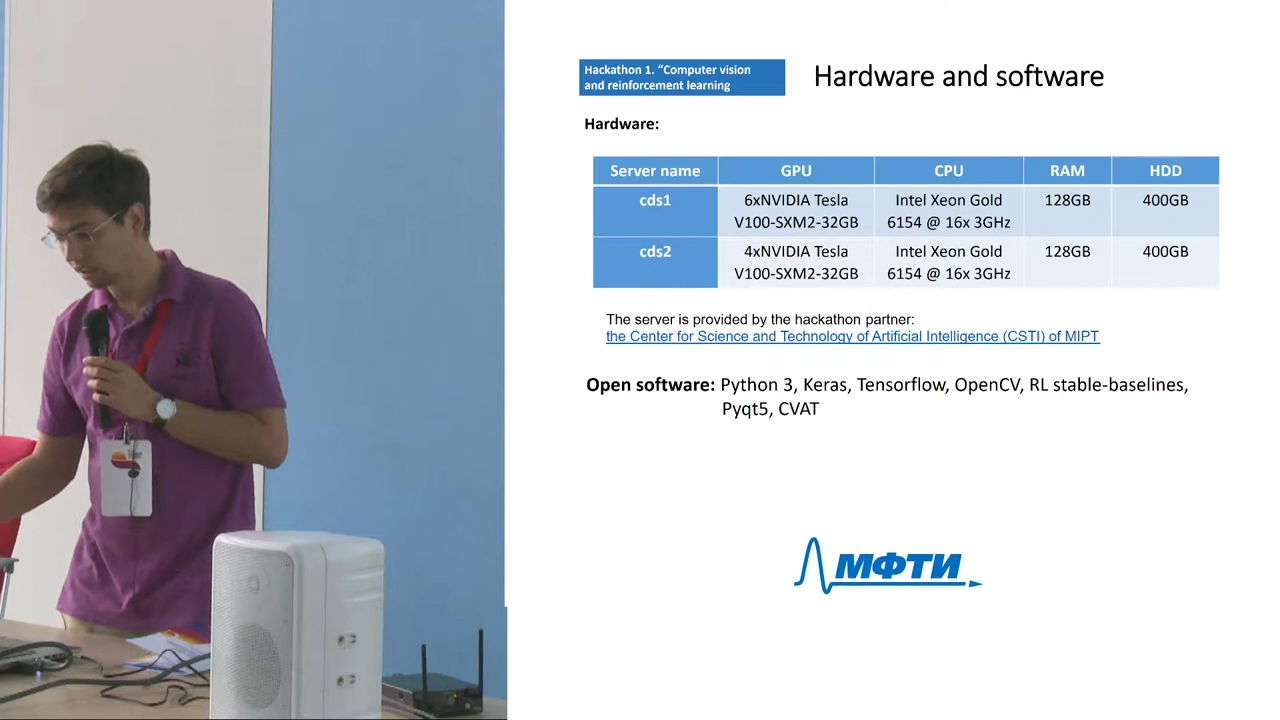 Hackathon 1. “Computer vision
and reinforcement learning
Hardware and software
Hardware:
Server name GPU CPU RAM HDD
cds1 6xNVIDIA Tesla V100-SXM2-32GB Intel Xeon Gold 6154 @ 16x 3GHz 128GB 400GB
cds2 4xNVIDIA Tesla V100-SXM2-32GB Intel Xeon Gold 6154 @ 16x 3GHz 128GB 400GB
The server is provided by the hackathon partner:
the Center for Science and Technology of Artificial Intelligence (CSTI) of MIPT
Open software: Python 3, Keras, Tensorflow, OpenCV, RL stable-baselines,
Pyqt5, CVAT
МФТИ